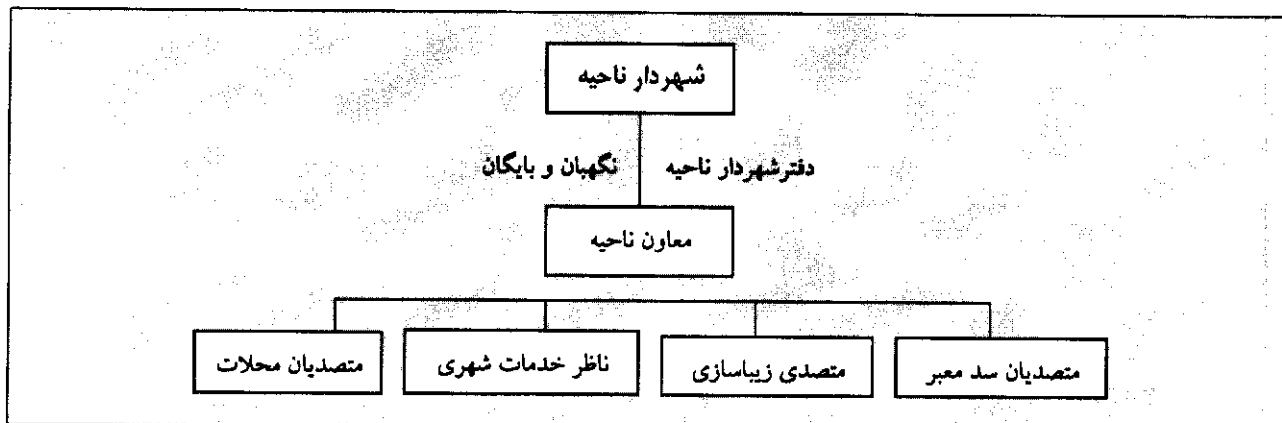 شهردار ناحیه
دفترشهردار ناحیه
نگهبان و بایگان
معاون ناحیه
متصدیان سد معبر
متصدی زیباسازی
ناظر خدمات شهری
متصدیان محلات